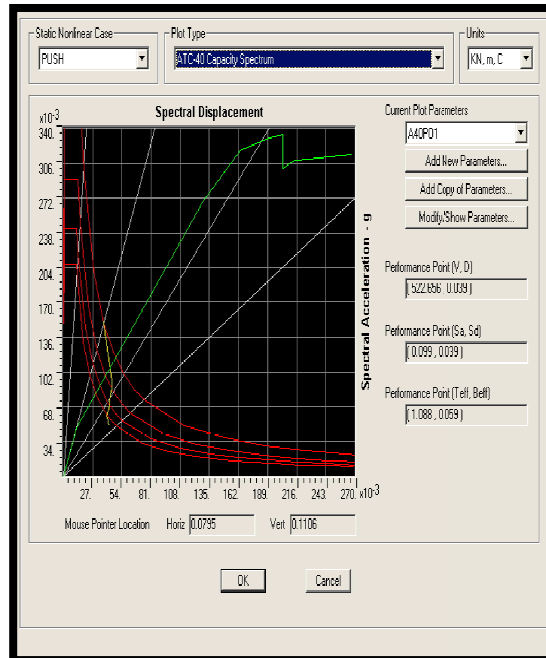 Static Nonlinear Case
Plot Type
Units
PUSH
ATC-40 Capacity Spectrum
KN, m, C
Spectral Displacement
x10-3
340.
306.
272.
238.
204.
170.
136.
102.
68.
34.
27. 54. 81. 108. 135. 162. 189. 216. 243. 270. x10-3
Spectral Acceleration - g
Mouse Pointer Location Horiz 0.0795 Vert 0.1106
Current Plot Parameters
A40PO1
Add New Parameters...
Add Copy of Parameters...
Modify/Show Parameters...
Performance Point (V, D)
( 522.656 , 0.039 )
Performance Point (Sa, Sd)
( 0.099 , 0.039 )
Performance Point (Teff, Beff)
( 1.088 , 0.059 )
OK
Cancel